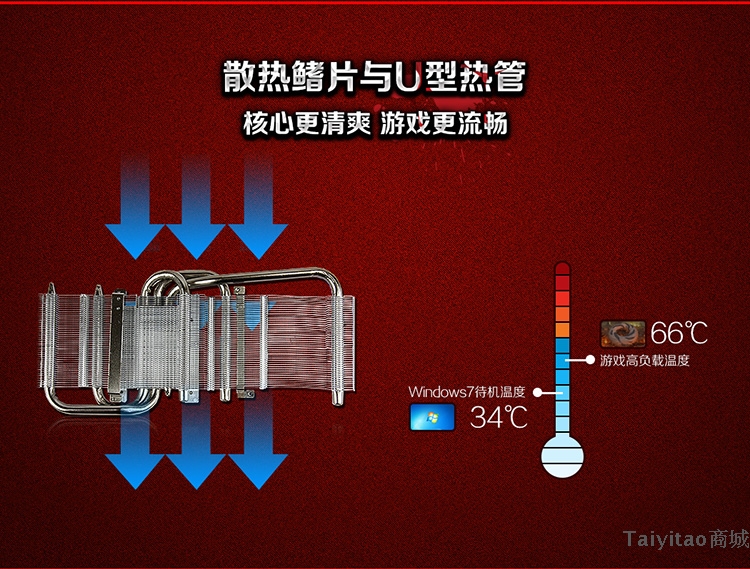 散热鳍片与U型热管
核心更清爽 游戏更流畅
66℃
游戏高负载温度
Windows7待机温度
34℃
Taiyitao商城